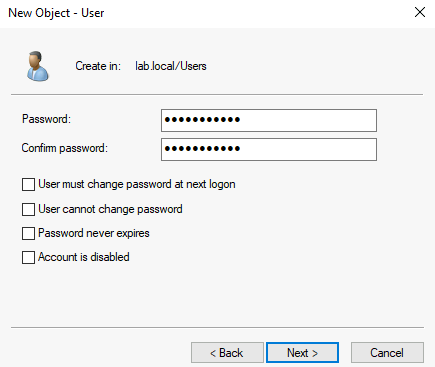 New Object - User
Create in: lab.local/Users
Password: •••••••••••
Confirm password: •••••••••••
User must change password at next logon
User cannot change password
Password never expires
Account is disabled
< Back Next > Cancel